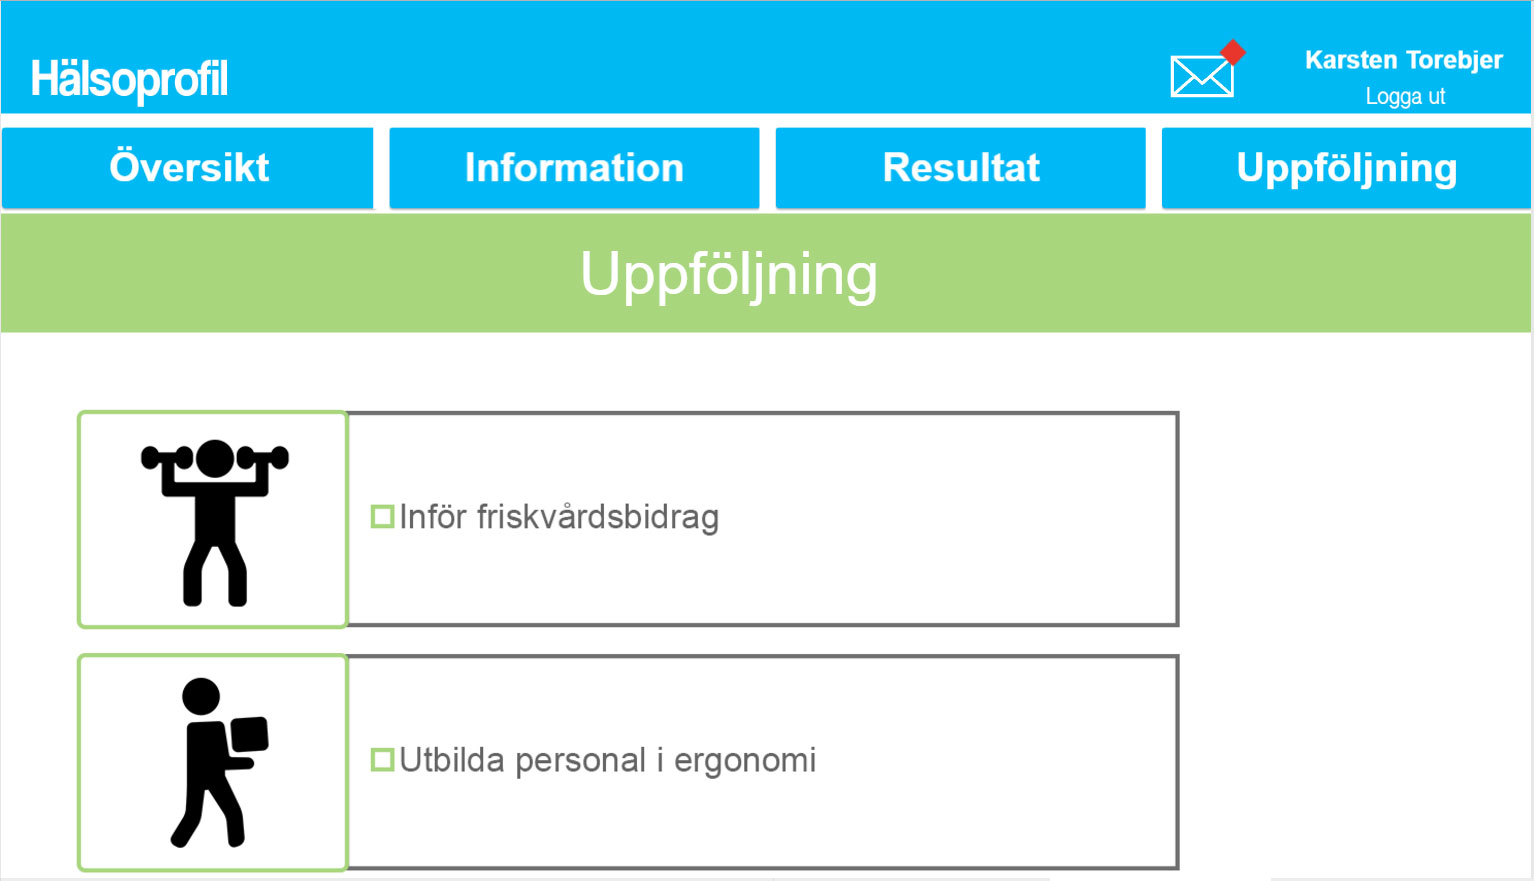 Hälsoprofil
Karsten Torebjer
Logga ut
Översikt
Information
Resultat
Uppföljning
Uppföljning
Inför friskvårdsbidrag
Utbilda personal i ergonomi